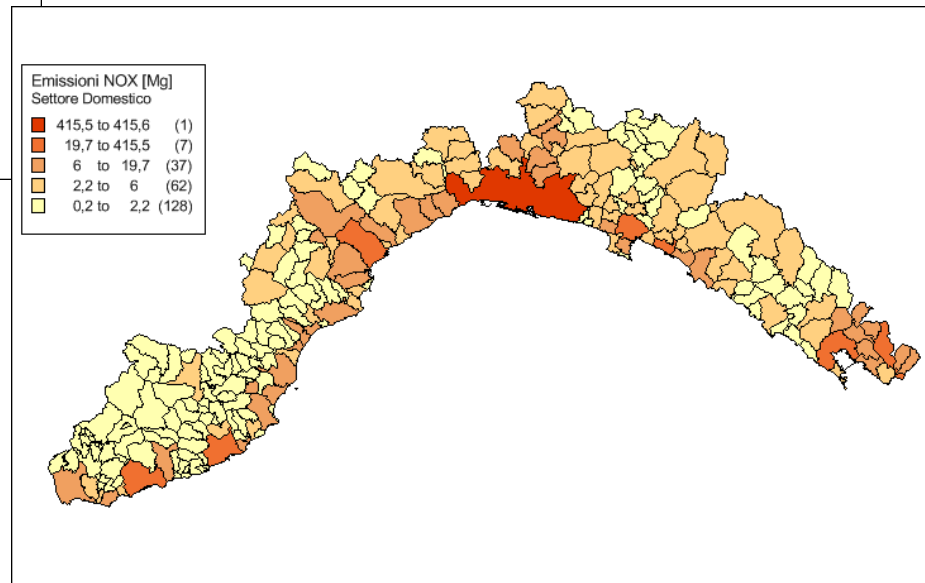 Emissioni NOX [Mg]
Settore Domestico
415,5 to 415,6 (1)
19,7 to 415,5 (7)
6 to 19,7 (37)
2,2 to 6 (62)
0,2 to 2,2 (128)